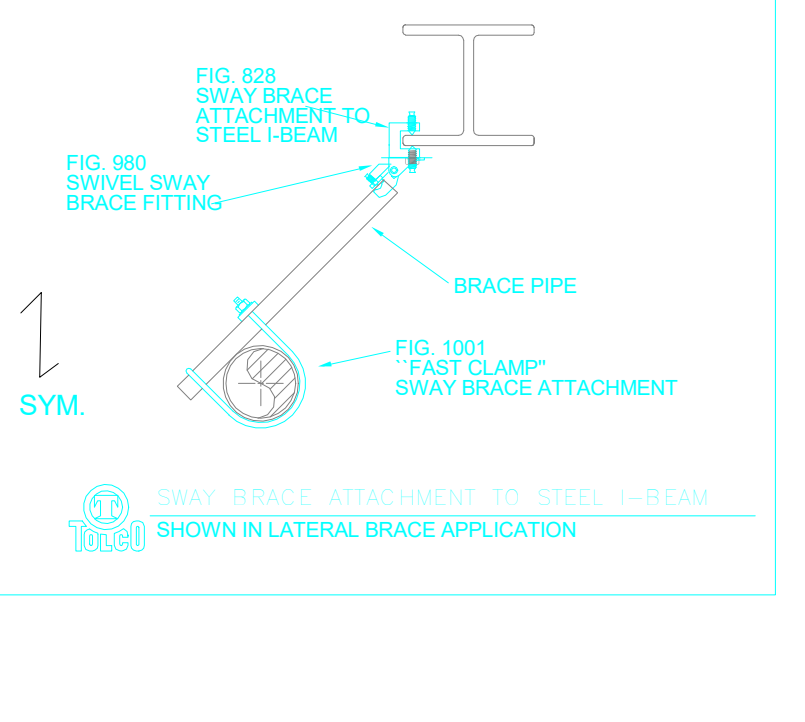 FIG. 828
SWAY BRACE
ATTACHMENT TO
STEEL I-BEAM
FIG. 980
SWIVEL SWAY
BRACE FITTING
BRACE PIPE
FIG. 1001
``FAST CLAMP"
SWAY BRACE ATTACHMENT
SYM.
SWAY BRACE ATTACHMENT TO STEEL I-BEAM
TOLCO
SHOWN IN LATERAL BRACE APPLICATION